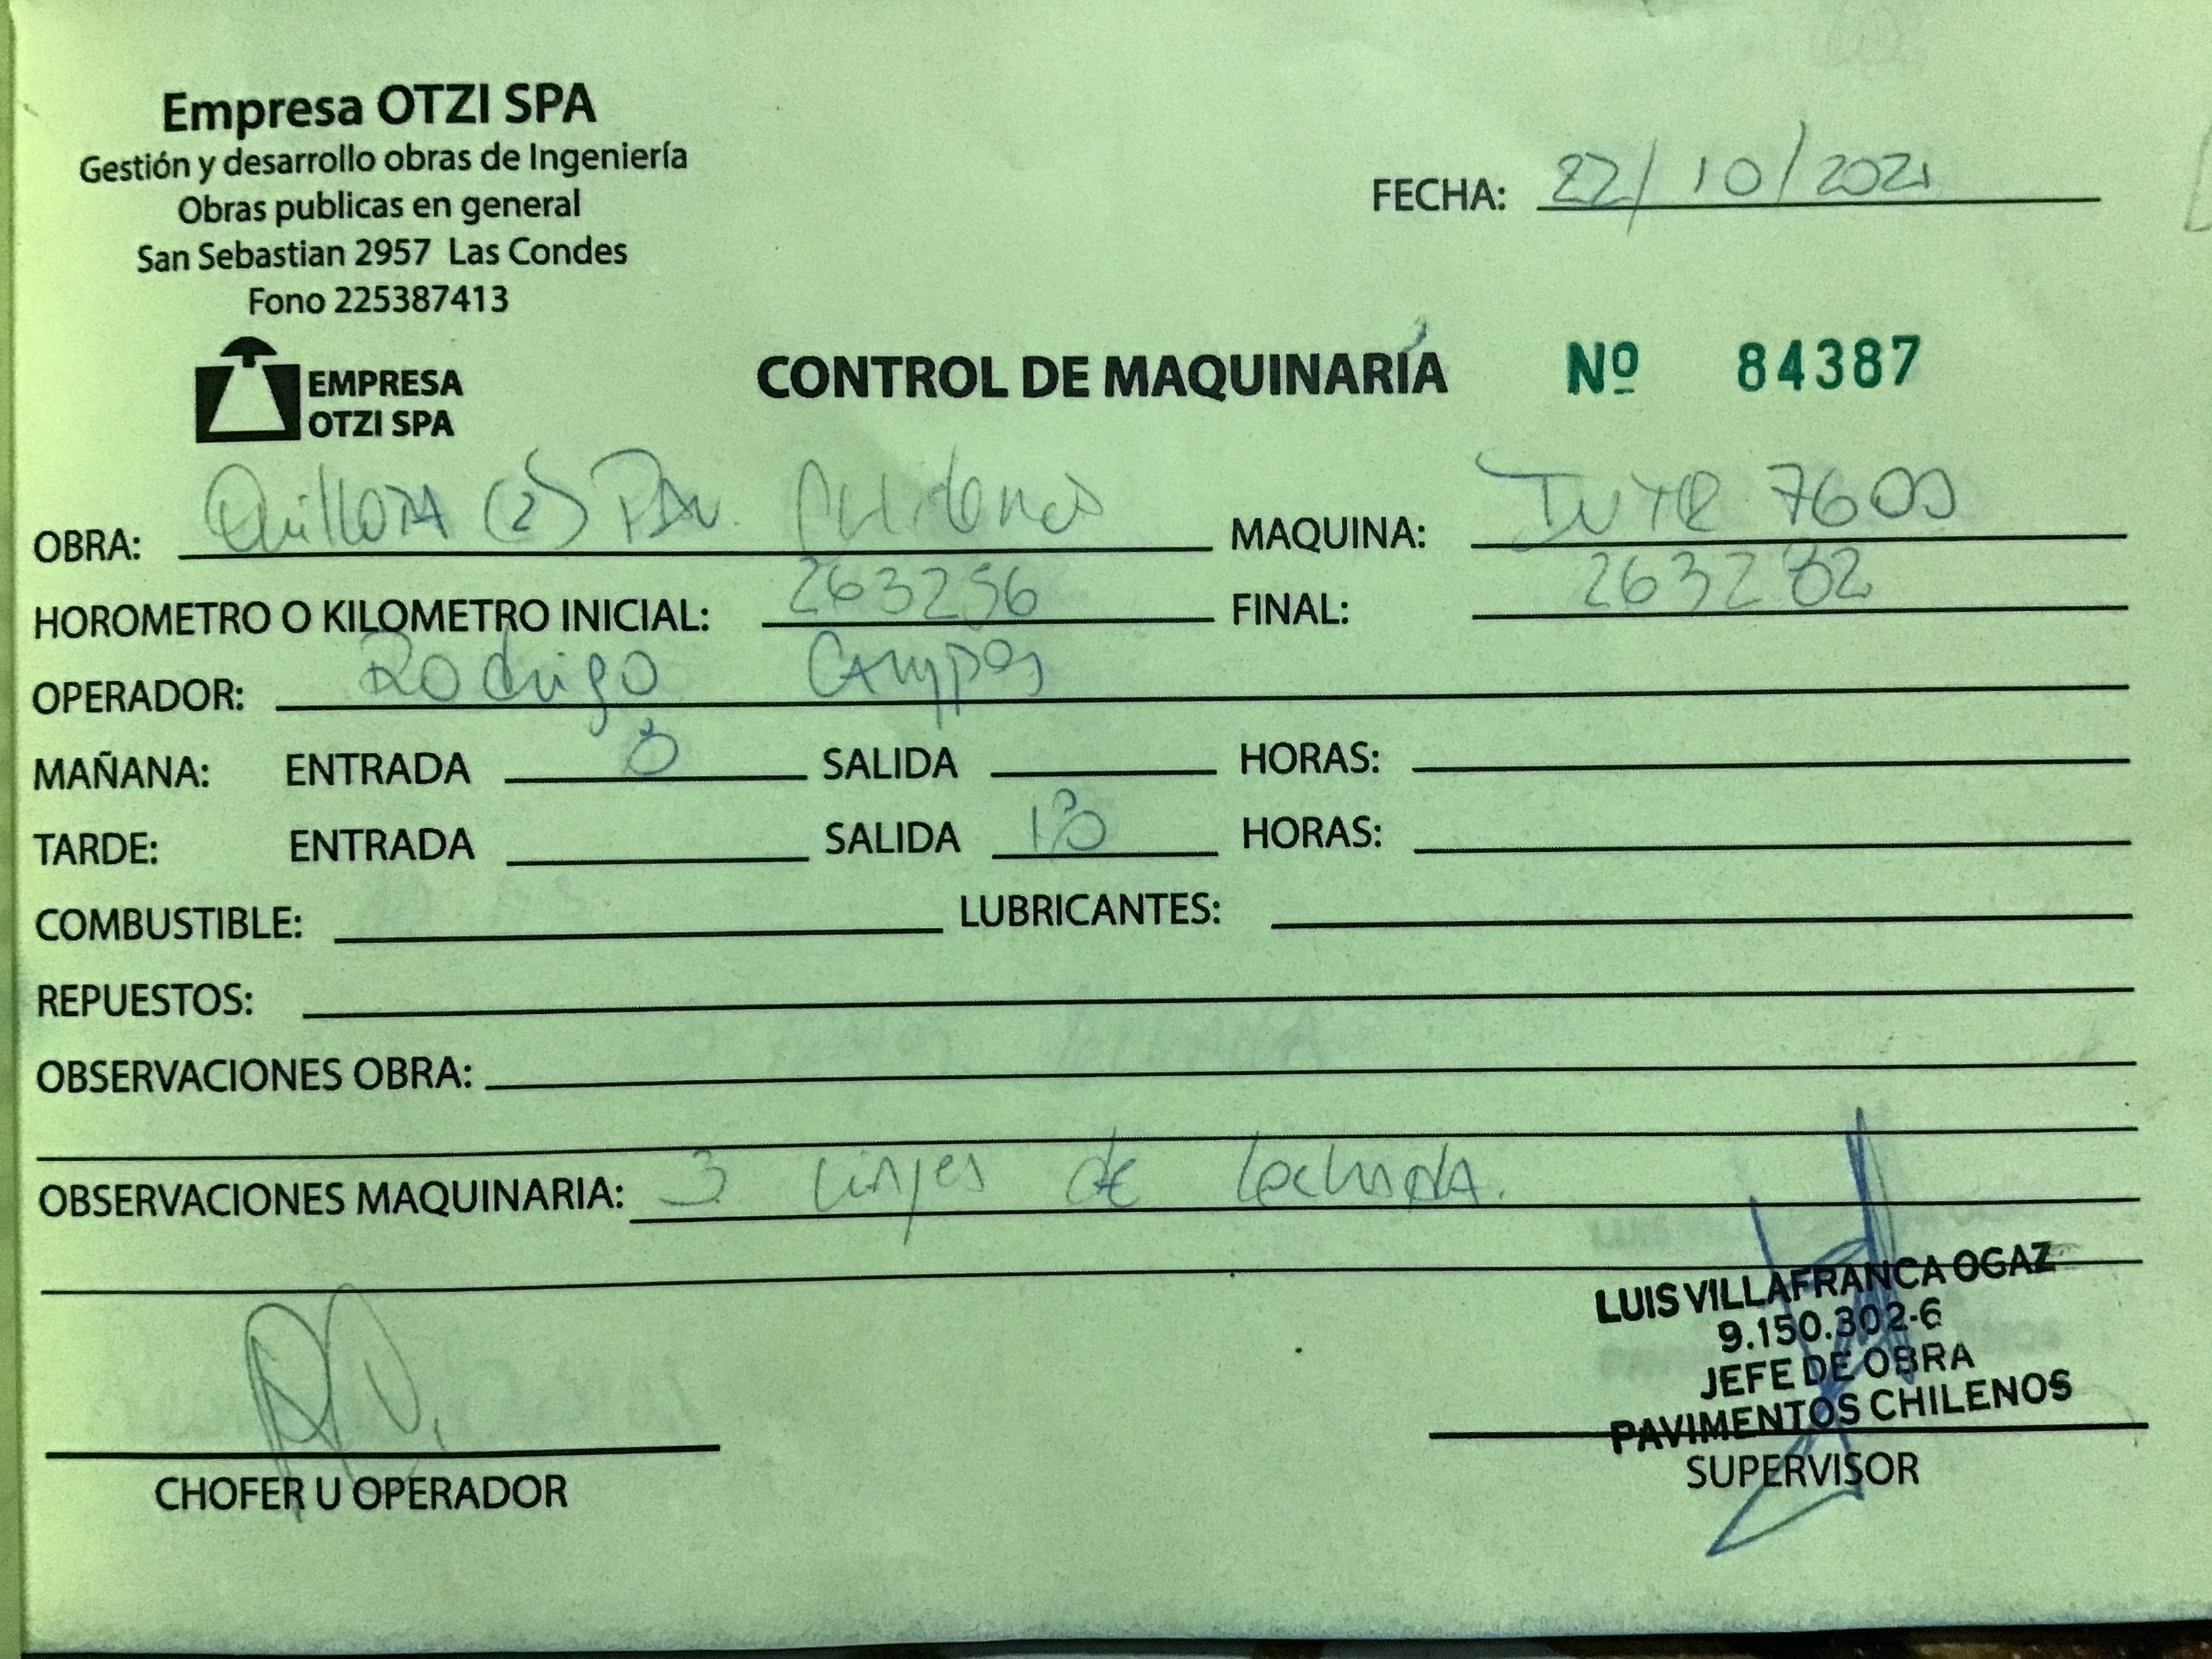 Empresa OTZI SPA
Gestión y desarrollo obras de Ingeniería
Obras publicas en general
San Sebastian 2957 Las Condes
Fono 225387413
FECHA: 22/10/2021
EMPRESA
OTZI SPA
CONTROL DE MAQUINARIA Nº 84387
OBRA: Quillota (2) Pav. Chilenos MAQUINA: 7600
HOROMETRO O KILOMETRO INICIAL: 263256 FINAL: 263282
OPERADOR: Rodrigo Campos
MAÑANA: ENTRADA 8 SALIDA HORAS:
TARDE: ENTRADA SALIDA 18 HORAS:
COMBUSTIBLE: LUBRICANTES:
REPUESTOS:
OBSERVACIONES OBRA:
OBSERVACIONES MAQUINARIA: 3 viajes de lechada.
LUIS VILLAFRANCA OGAZ
9.150.302-6
JEFE DE OBRA
PAVIMENTOS CHILENOS
CHOFER U OPERADOR
SUPERVISOR